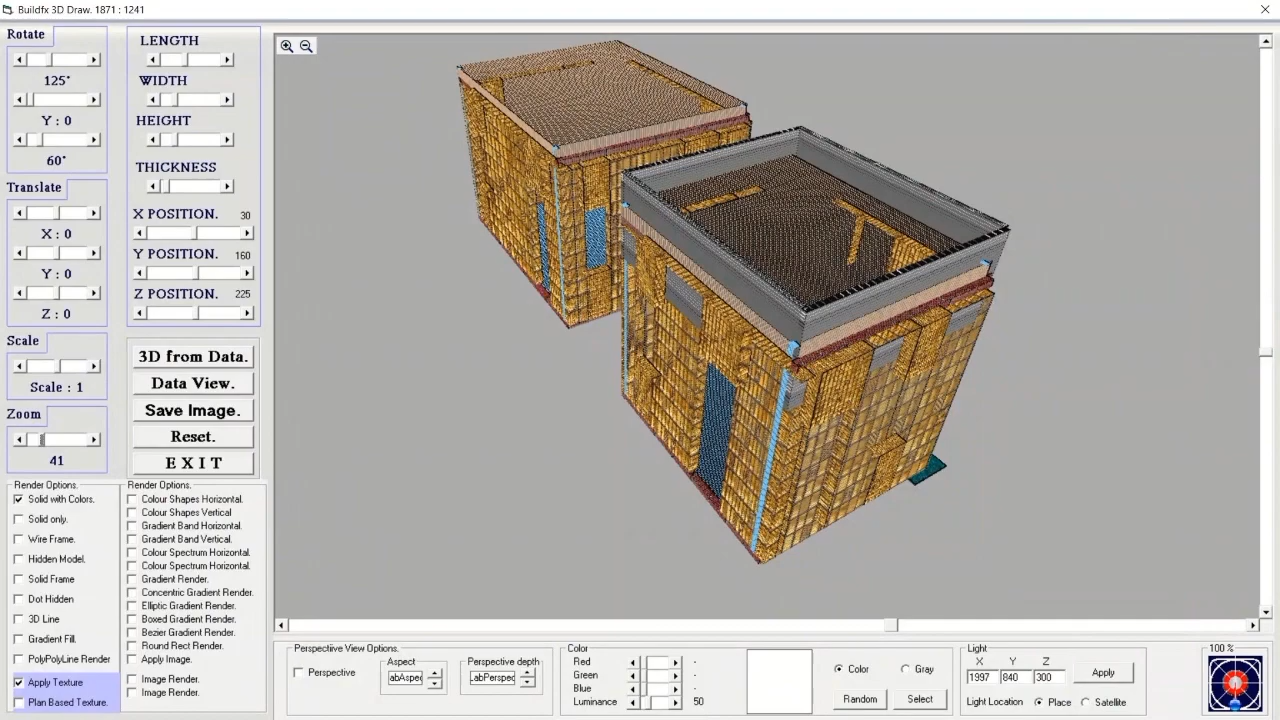 Buildfx 3D Draw. 1871 : 1241
Rotate
125°
Y : 0
60°
Translate
X : 0
Y : 0
Z : 0
Scale
Scale : 1
Zoom
41
LENGTH
WIDTH
HEIGHT
THICKNESS
X POSITION. 30
Y POSITION. 160
Z POSITION. 225
3D from Data.
Data View.
Save Image.
Reset.
E X I T
Render Options.
Solid with Colors.
Solid only.
Wire Frame.
Hidden Model.
Solid Frame
Dot Hidden
3D Line
Gradient Fill.
PolyPolyLine Render
Apply Texture
Plan Based Texture.
Render Options.
Colour Shapes Horizontal.
Colour Shapes Vertical
Gradient Band Horizontal.
Gradient Band Vertical.
Colour Spectrum Horizontal.
Colour Spectrum Horizontal.
Gradient Render.
Concentric Gradient Render.
Elliptic Gradient Render.
Boxed Gradient Render.
Bezier Gradient Render.
Round Rect Render.
Apply Image.
Image Render.
Image Render.
Perspective View Options.
Perspective
Aspect
.abAspec
Perspective depth
.LabPerspec
Color
Red -
Green -
Blue -
Luminance 50
Color
Gray
Random
Select
Light
X Y Z
1997 840 300
Apply
Light Location Place Satellite
100 %